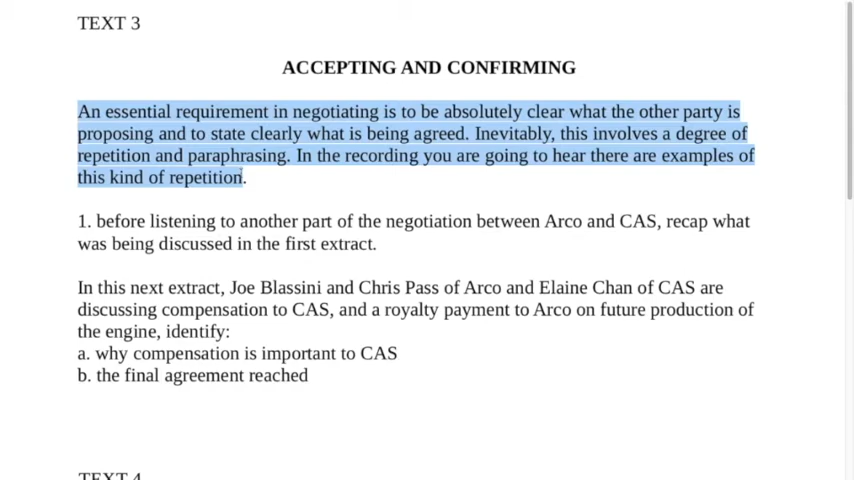 TEXT 3
ACCEPTING AND CONFIRMING
An essential requirement in negotiating is to be absolutely clear what the other party is
proposing and to state clearly what is being agreed. Inevitably, this involves a degree of
repetition and paraphrasing. In the recording you are going to hear there are examples of
this kind of repetition.
1. before listening to another part of the negotiation between Arco and CAS, recap what
was being discussed in the first extract.
In this next extract, Joe Blassini and Chris Pass of Arco and Elaine Chan of CAS are
discussing compensation to CAS, and a royalty payment to Arco on future production of
the engine, identify:
a. why compensation is important to CAS
b. the final agreement reached
TEXT 4